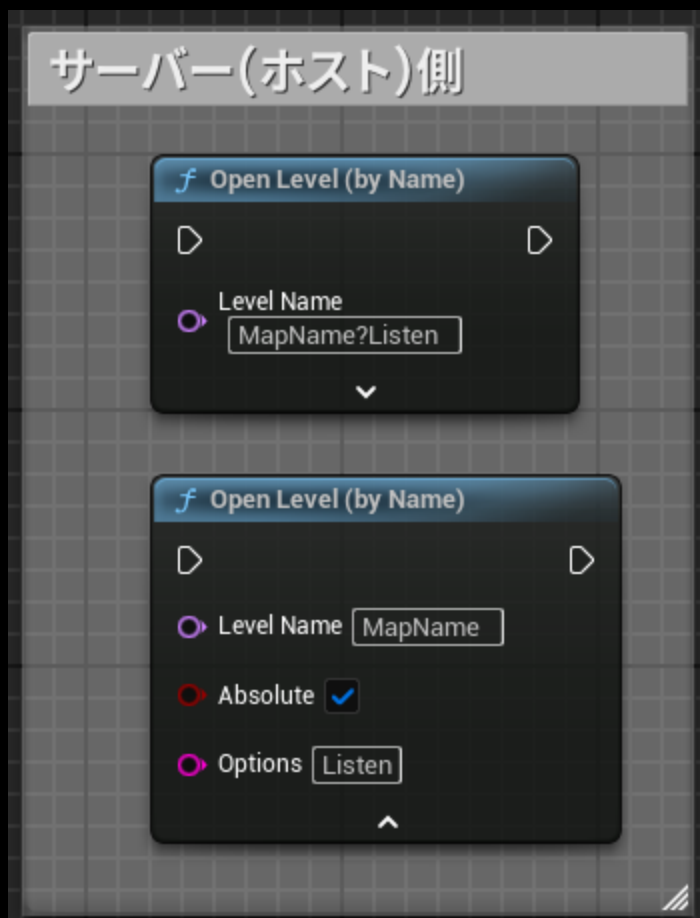 サーバー(ホスト)側
f Open Level (by Name)
Level Name
MapName?Listen
f Open Level (by Name)
Level Name MapName
Absolute
Options Listen